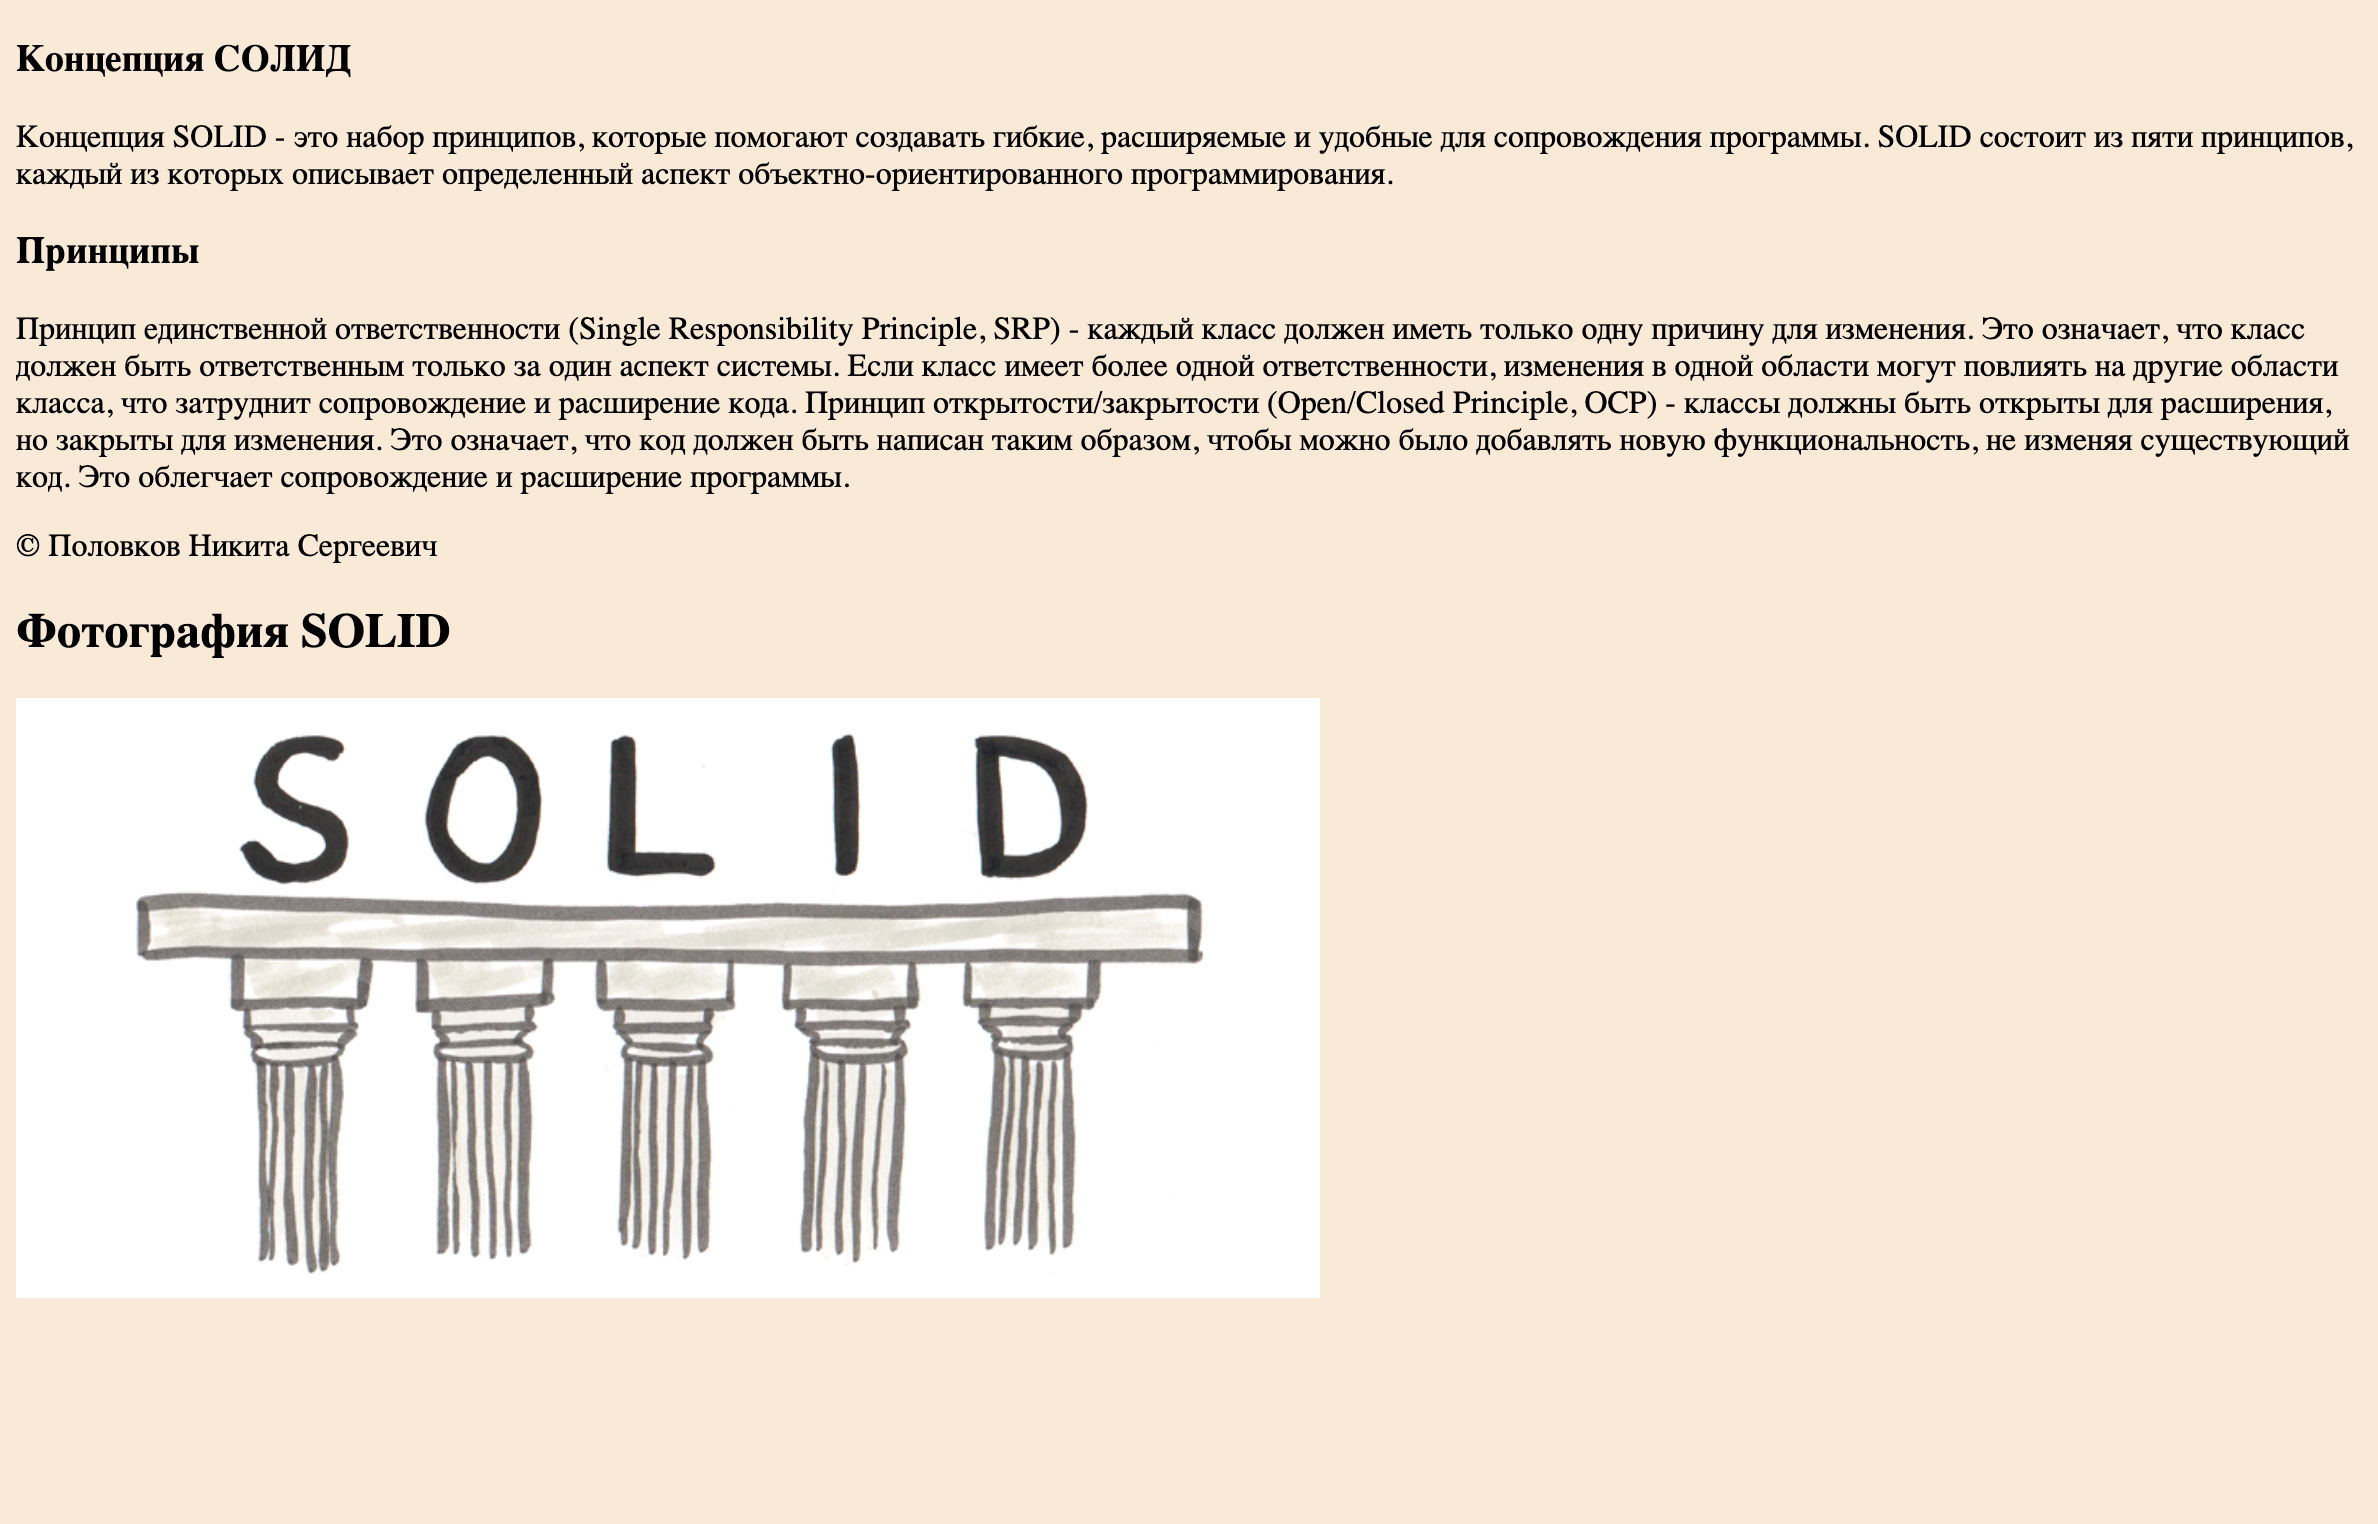 Концепция СОЛИД
Концепция SOLID - это набор принципов, которые помогают создавать гибкие, расширяемые и удобные для сопровождения программы. SOLID состоит из пяти принципов,
каждый из которых описывает определенный аспект объектно-ориентированного программирования.
Принципы
Принцип единственной ответственности (Single Responsibility Principle, SRP) - каждый класс должен иметь только одну причину для изменения. Это означает, что класс
должен быть ответственным только за один аспект системы. Если класс имеет более одной ответственности, изменения в одной области могут повлиять на другие области
класса, что затруднит сопровождение и расширение кода. Принцип открытости/закрытости (Open/Closed Principle, OCP) - классы должны быть открыты для расширения,
но закрыты для изменения. Это означает, что код должен быть написан таким образом, чтобы можно было добавлять новую функциональность, не изменяя существующий
код. Это облегчает сопровождение и расширение программы.
© Половков Никита Сергеевич
Фотография SOLID
SOLID